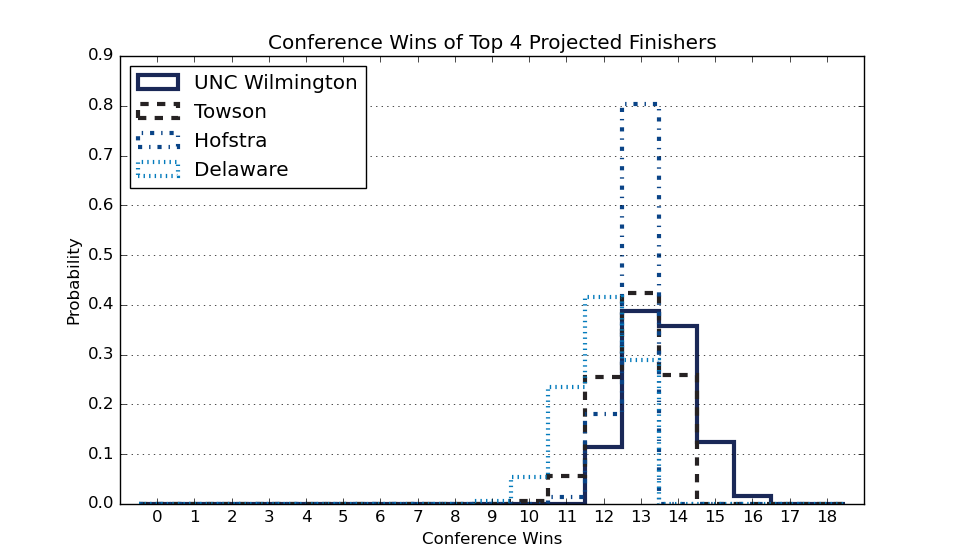 Conference Wins of Top 4 Projected Finishers
0.9
0.8
0.7
0.6
0.5
0.4
0.3
0.2
0.1
0.0
Probability
UNC Wilmington
Towson
Hofstra
Delaware
0 1 2 3 4 5 6 7 8 9 10 11 12 13 14 15 16 17 18
Conference Wins